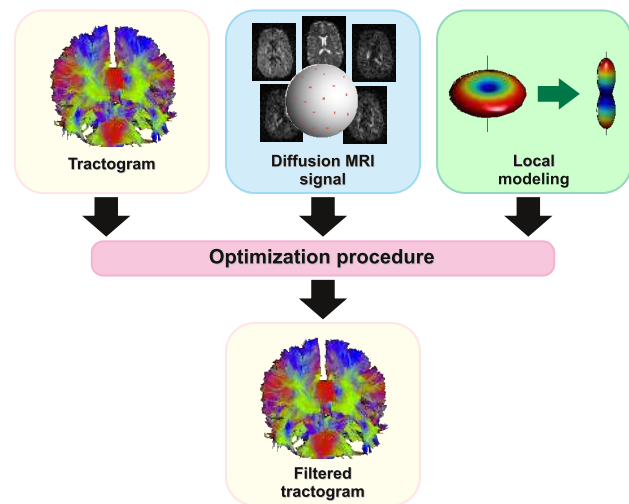 Tractogram
Diffusion MRI
signal
Local
modeling
Optimization procedure
Filtered
tractogram